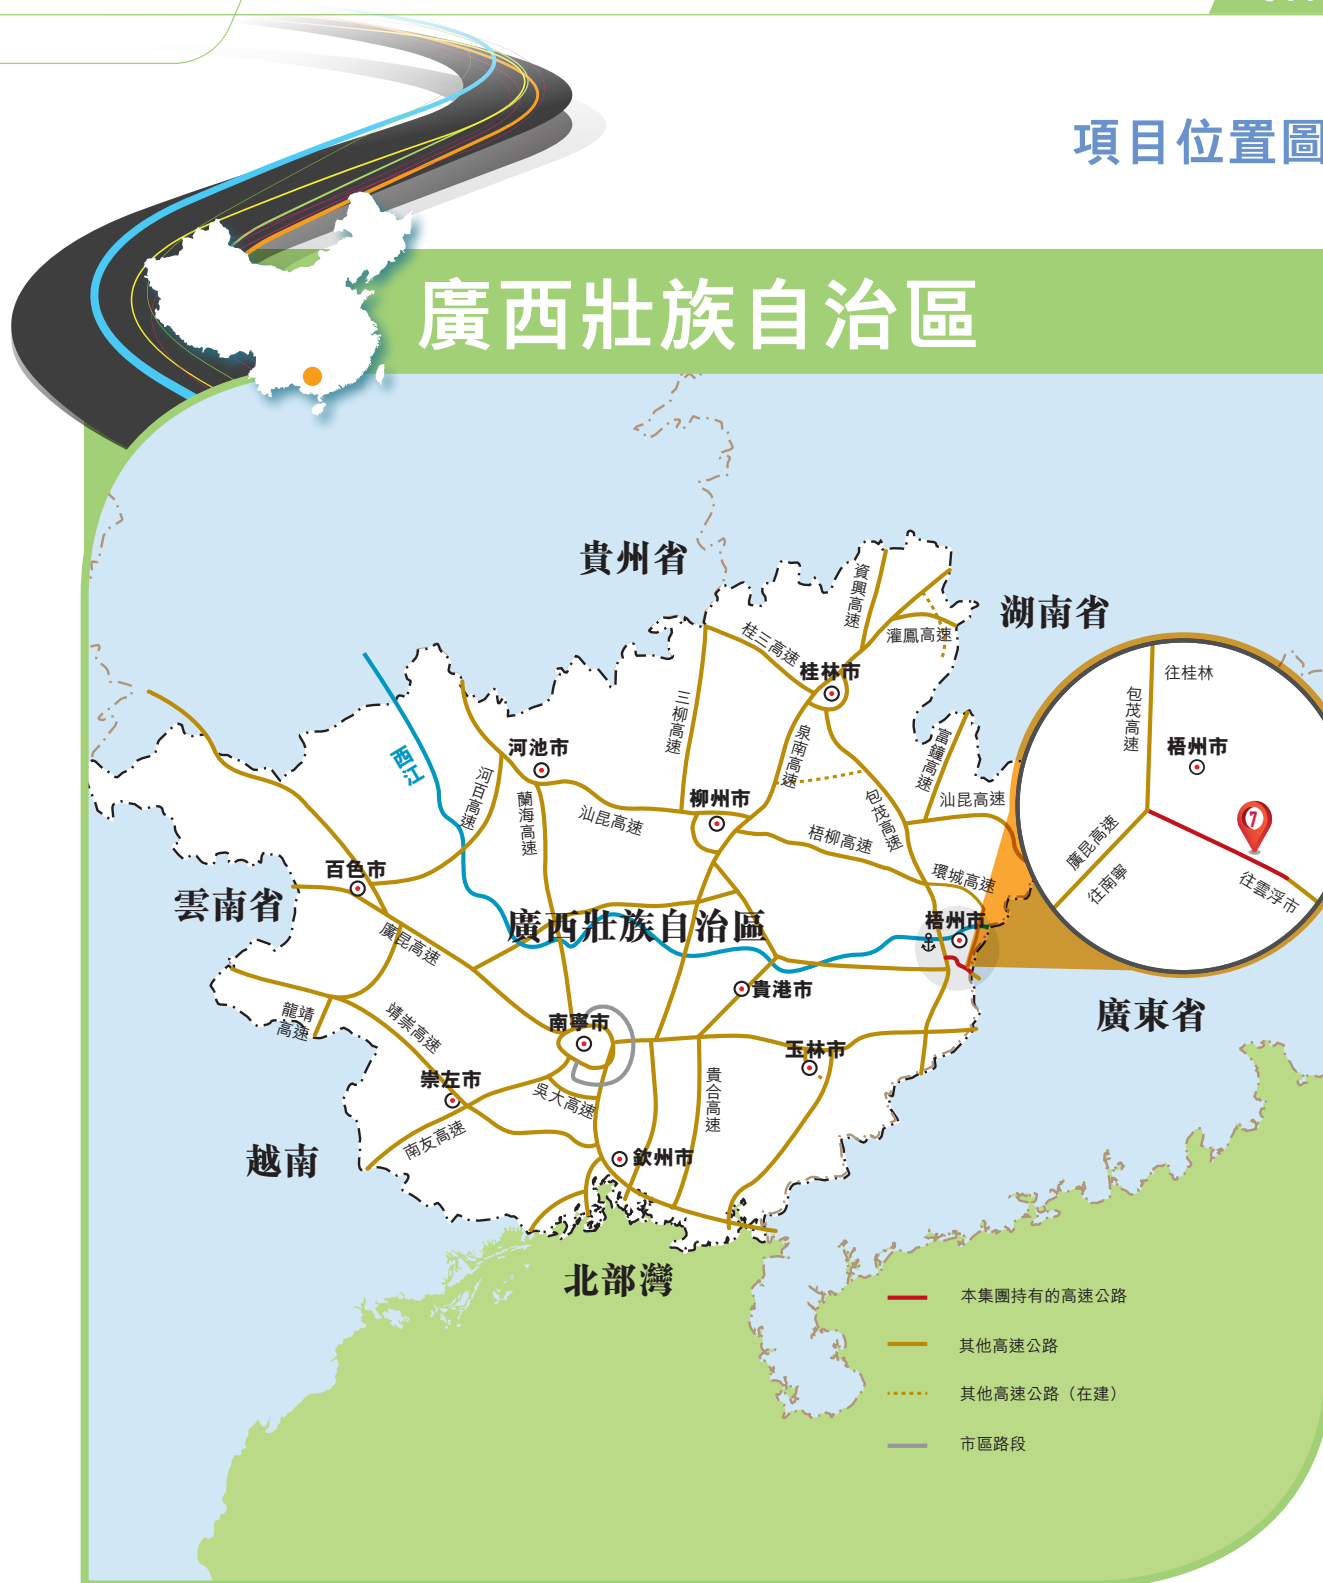 項目位置圖
廣西壯族自治區
貴州省
湖南省
資興高速
桂三高速
灌鳳高速
桂林市
三柳高速
泉南高速
富鐘高速
西江
河池市
河百高速
蘭海高速
汕昆高速
柳州市
包茂高速
汕昆高速
梧柳高速
環城高速
百色市
雲南省
廣昆高速
廣西壯族自治區
梧州市
貴港市
龍靖
高速
靖崇高速
南寧市
玉林市
崇左市
吳大高速
貴合高速
南友高速
欽州市
越南
北部灣
廣東省
往桂林
包茂高速
梧州市
7
廣昆高速
往南寧
往雲浮市
本集團持有的高速公路
其他高速公路
其他高速公路（在建）
市區路段